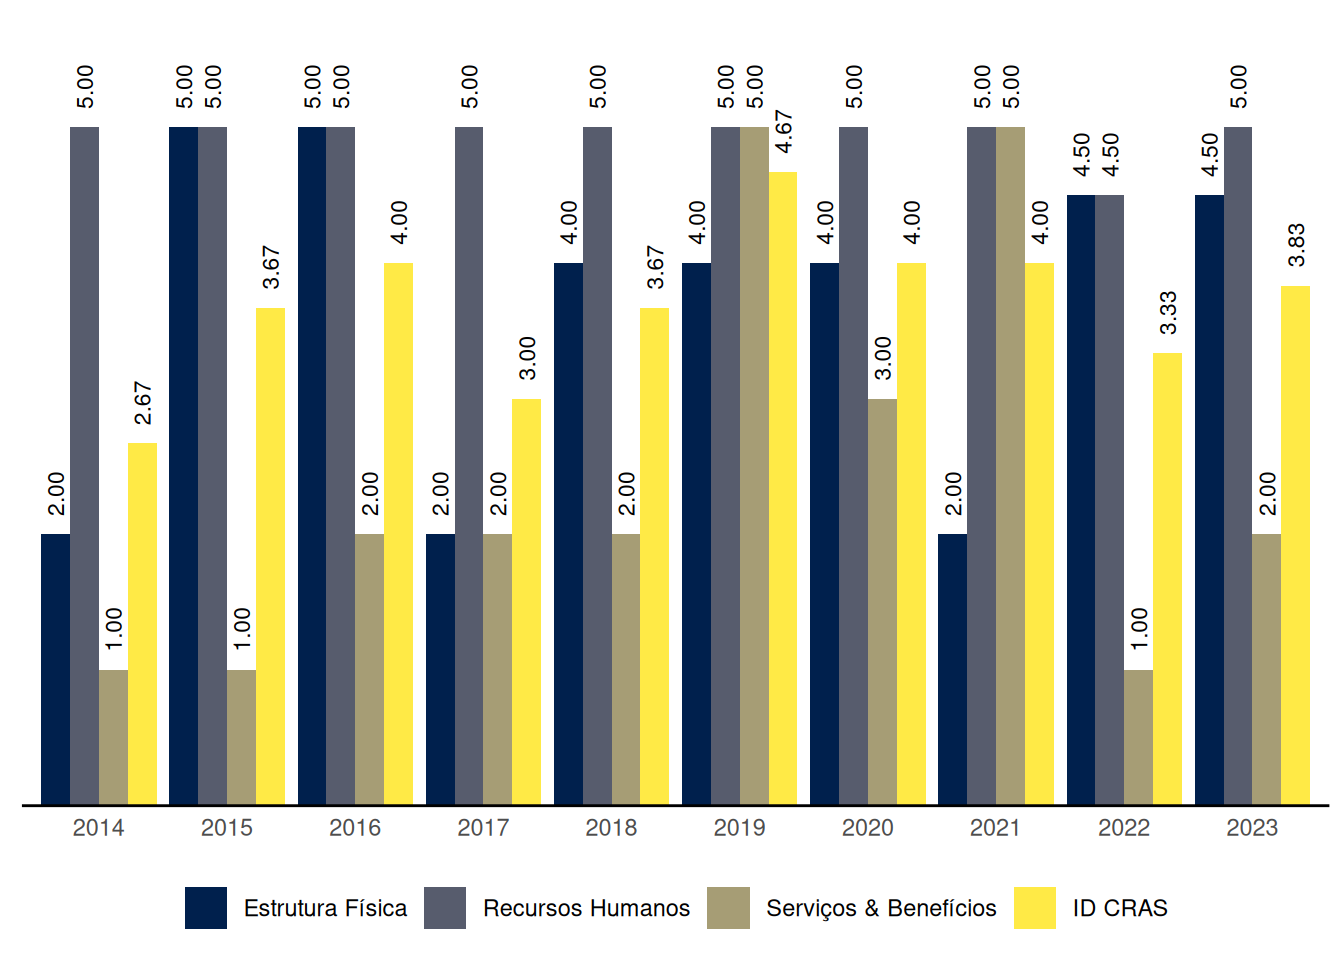 5.00 5.00 5.00 5.00 5.00 5.00 5.00 5.00 5.00 5.00 5.00 5.00 5.00
4.67
4.50 4.50 4.50
4.00 4.00 4.00 4.00 4.00 4.00
3.83
3.67 3.67
3.33
3.00 3.00
2.67
2.00 2.00 2.00 2.00 2.00 2.00 2.00
1.00 1.00 1.00
2014 2015 2016 2017 2018 2019 2020 2021 2022 2023
Estrutura Física Recursos Humanos Serviços & Benefícios ID CRAS